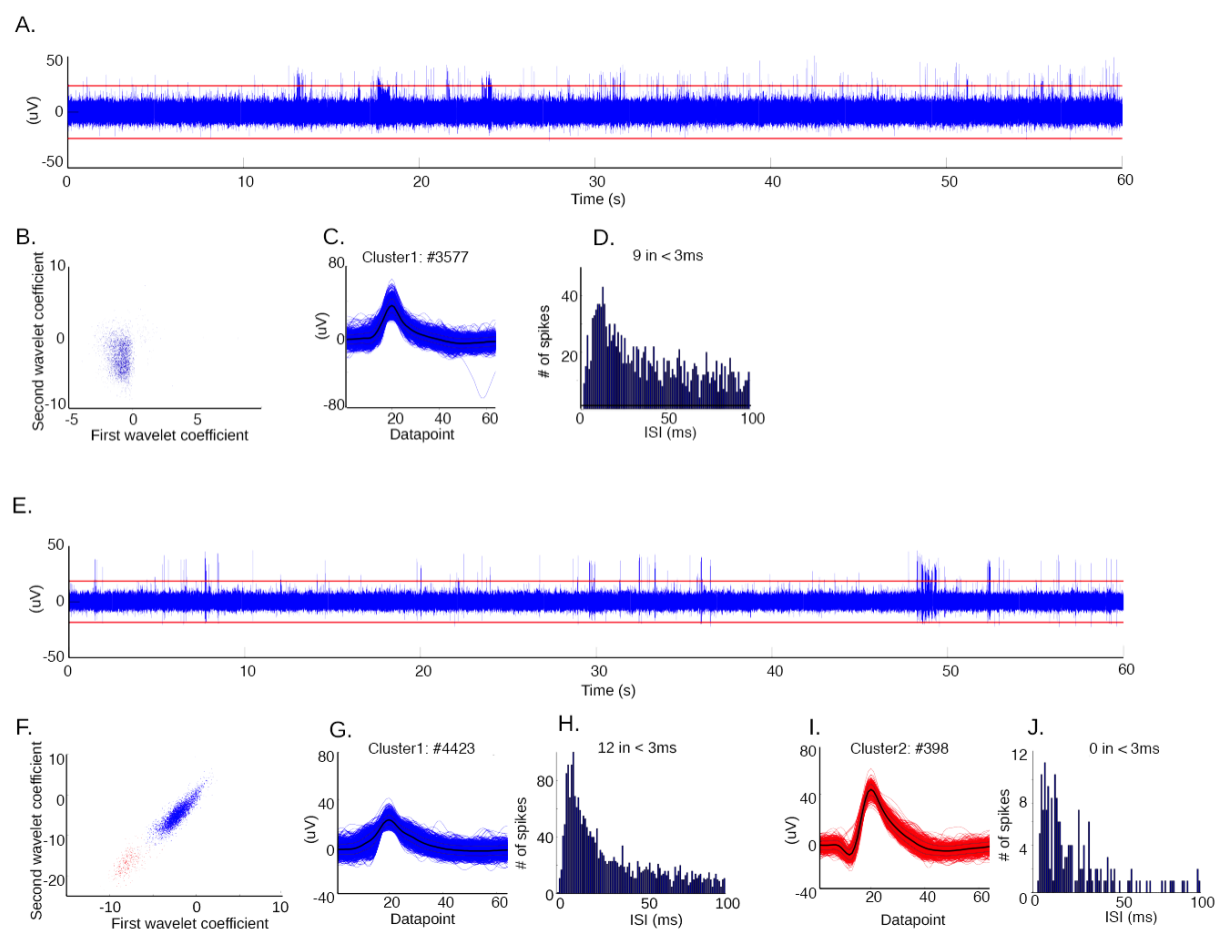 A.
50
0
-50
(uV)
0 10 20 30 40 50 60
Time (s)
B.
10
0
-10
Second wavelet coefficient
-5 0 5
First wavelet coefficient
C.
Cluster1: #3577
80
0
-80
(uV)
20 40 60
Datapoint
D.
9 in < 3ms
40
20
# of spikes
0 50 100
ISI (ms)
E.
50
0
-50
(uV)
0 10 20 30 40 50 60
Time (s)
F.
10
0
-10
-20
Second wavelet coefficient
-10 0 10
First wavelet coefficient
G.
Cluster1: #4423
80
40
0
-40
(uV)
20 40 60
Datapoint
H.
12 in < 3ms
80
40
0
# of spikes
0 50 100
ISI (ms)
I.
Cluster2: #398
80
40
0
-40
(uV)
20 40 60
Datapoint
J.
0 in < 3ms
12
8
4
0
# of spikes
0 50 100
ISI (ms)